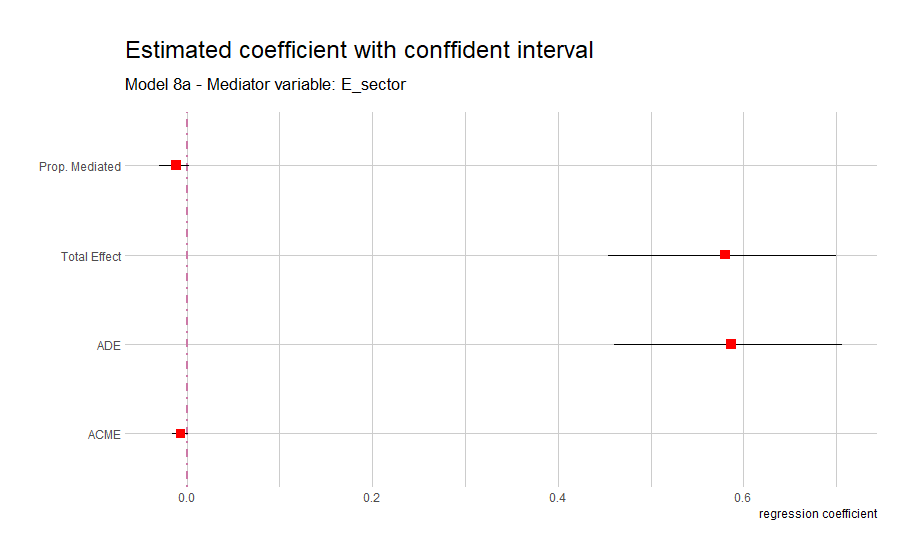 Estimated coefficient with conffident interval
Model 8a - Mediator variable: E_sector
Prop. Mediated
Total Effect
ADE
ACME
0.0 0.2 0.4 0.6
regression coefficient